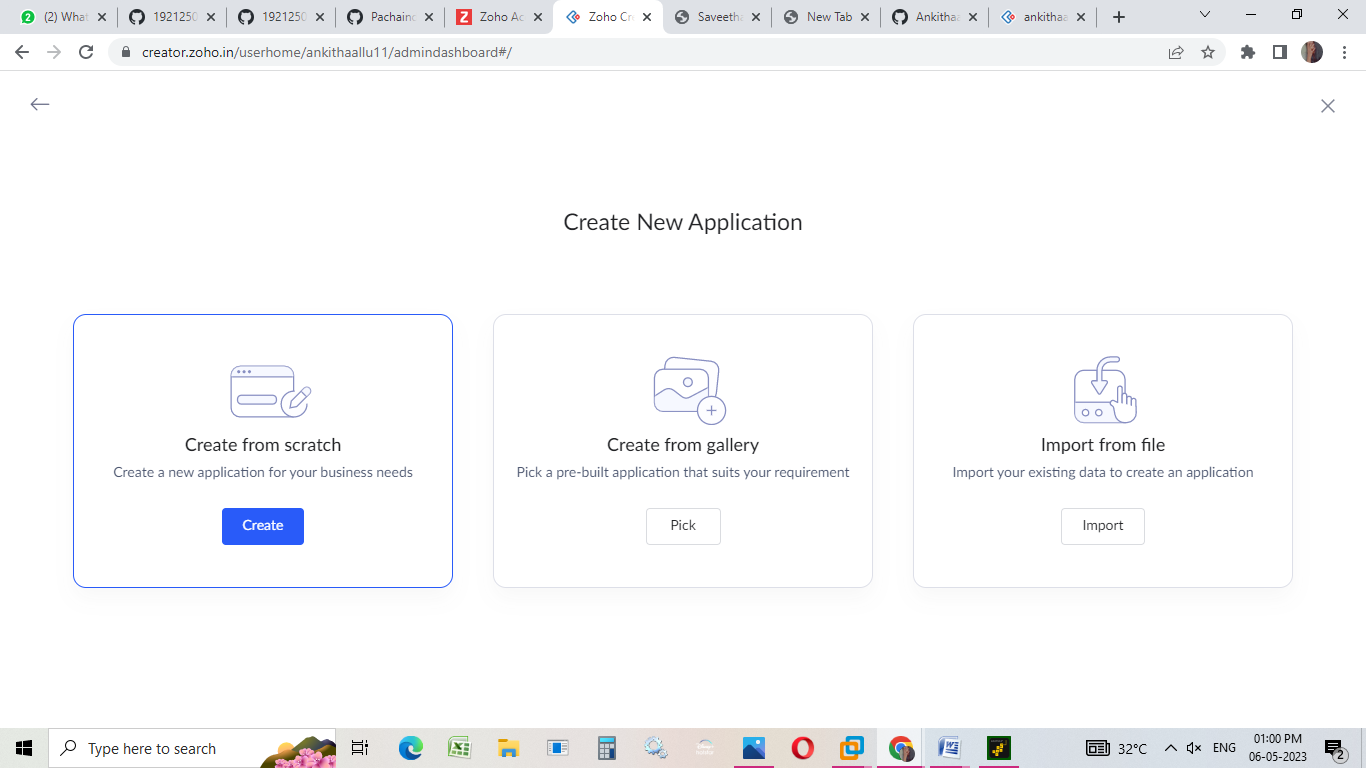 2 (2) What
1921250
1921250
Pachain
Z Zoho Ac
Zoho Cr
Saveeth
New Tab
Ankitha
ankitha
creator.zoho.in/userhome/ankithaallu11/admindashboard#/
Create New Application
Create from scratch
Create a new application for your business needs
Create
Create from gallery
Pick a pre-built application that suits your requirement
Pick
Import from file
Import your existing data to create an application
Import
Type here to search
32°C
ENG
01:00 PM
06-05-2023
2